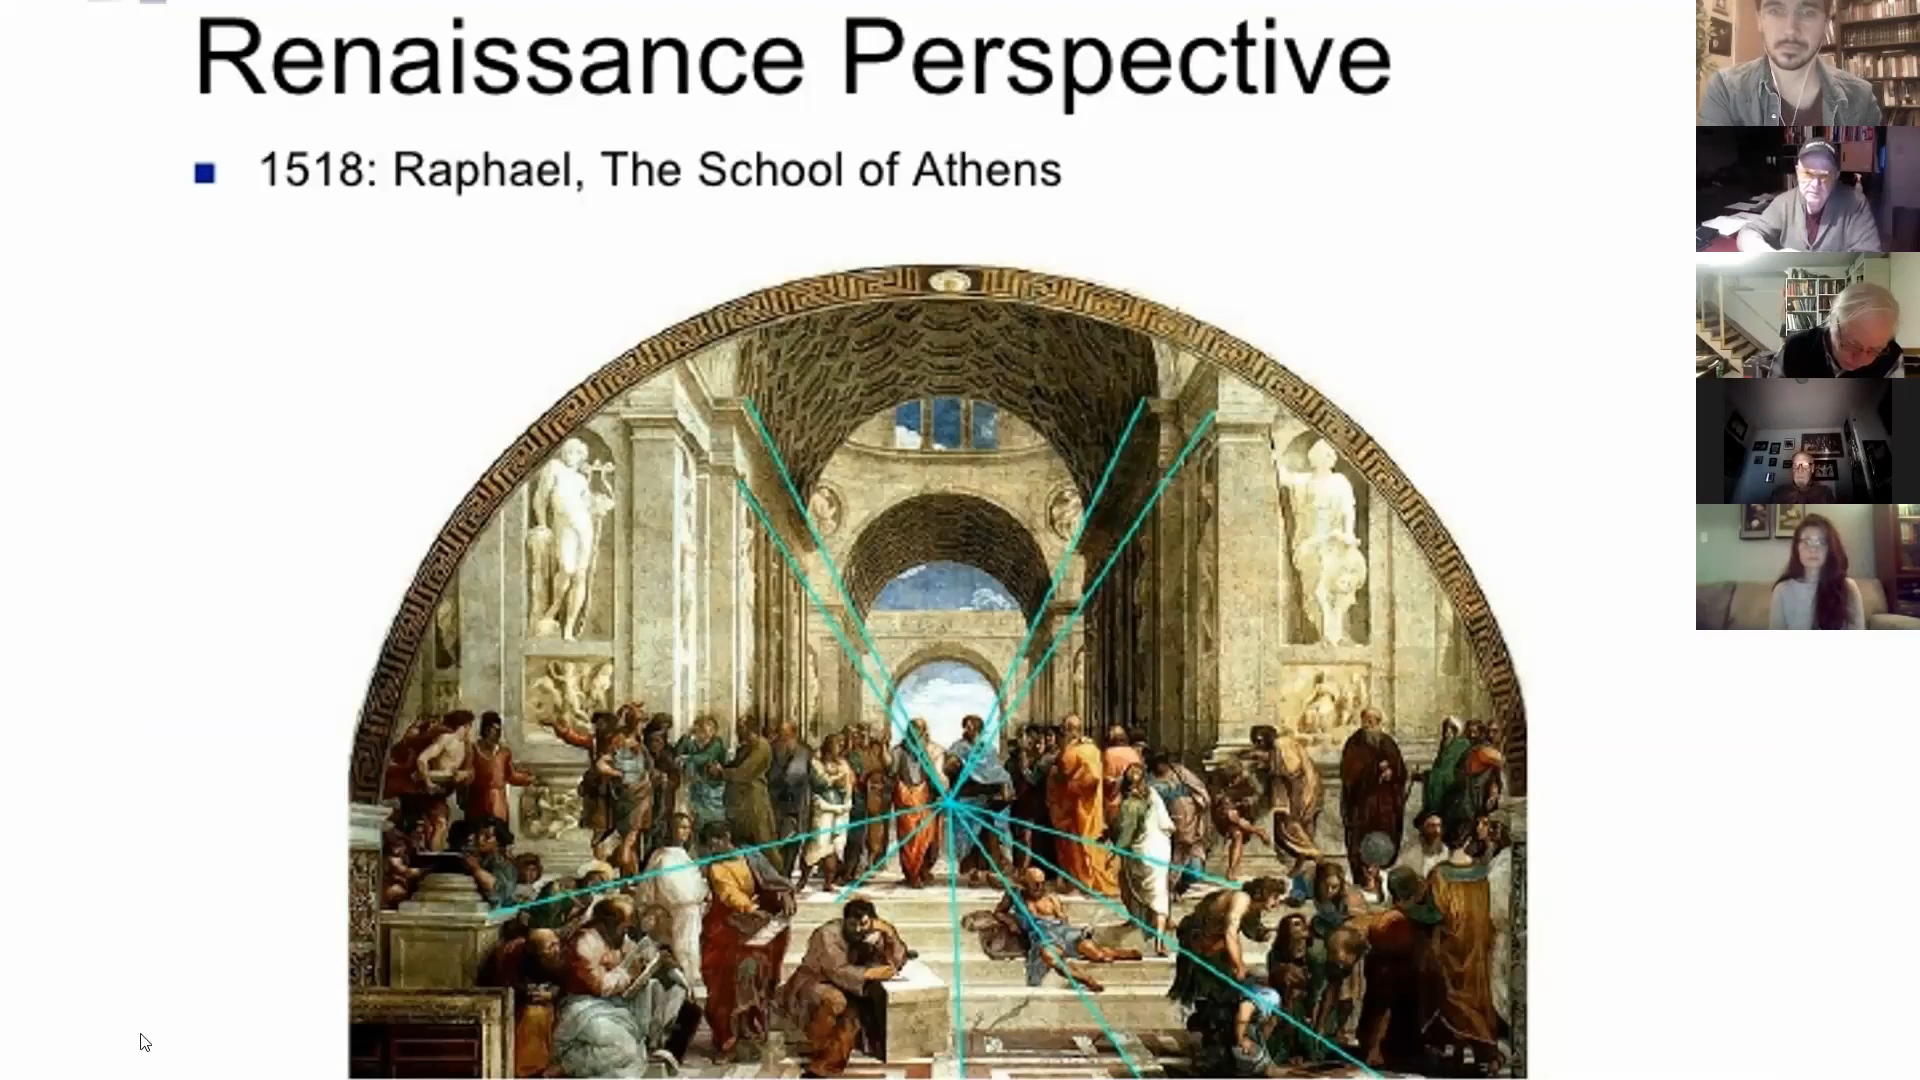 Renaissance Perspective
1518: Raphael, The School of Athens